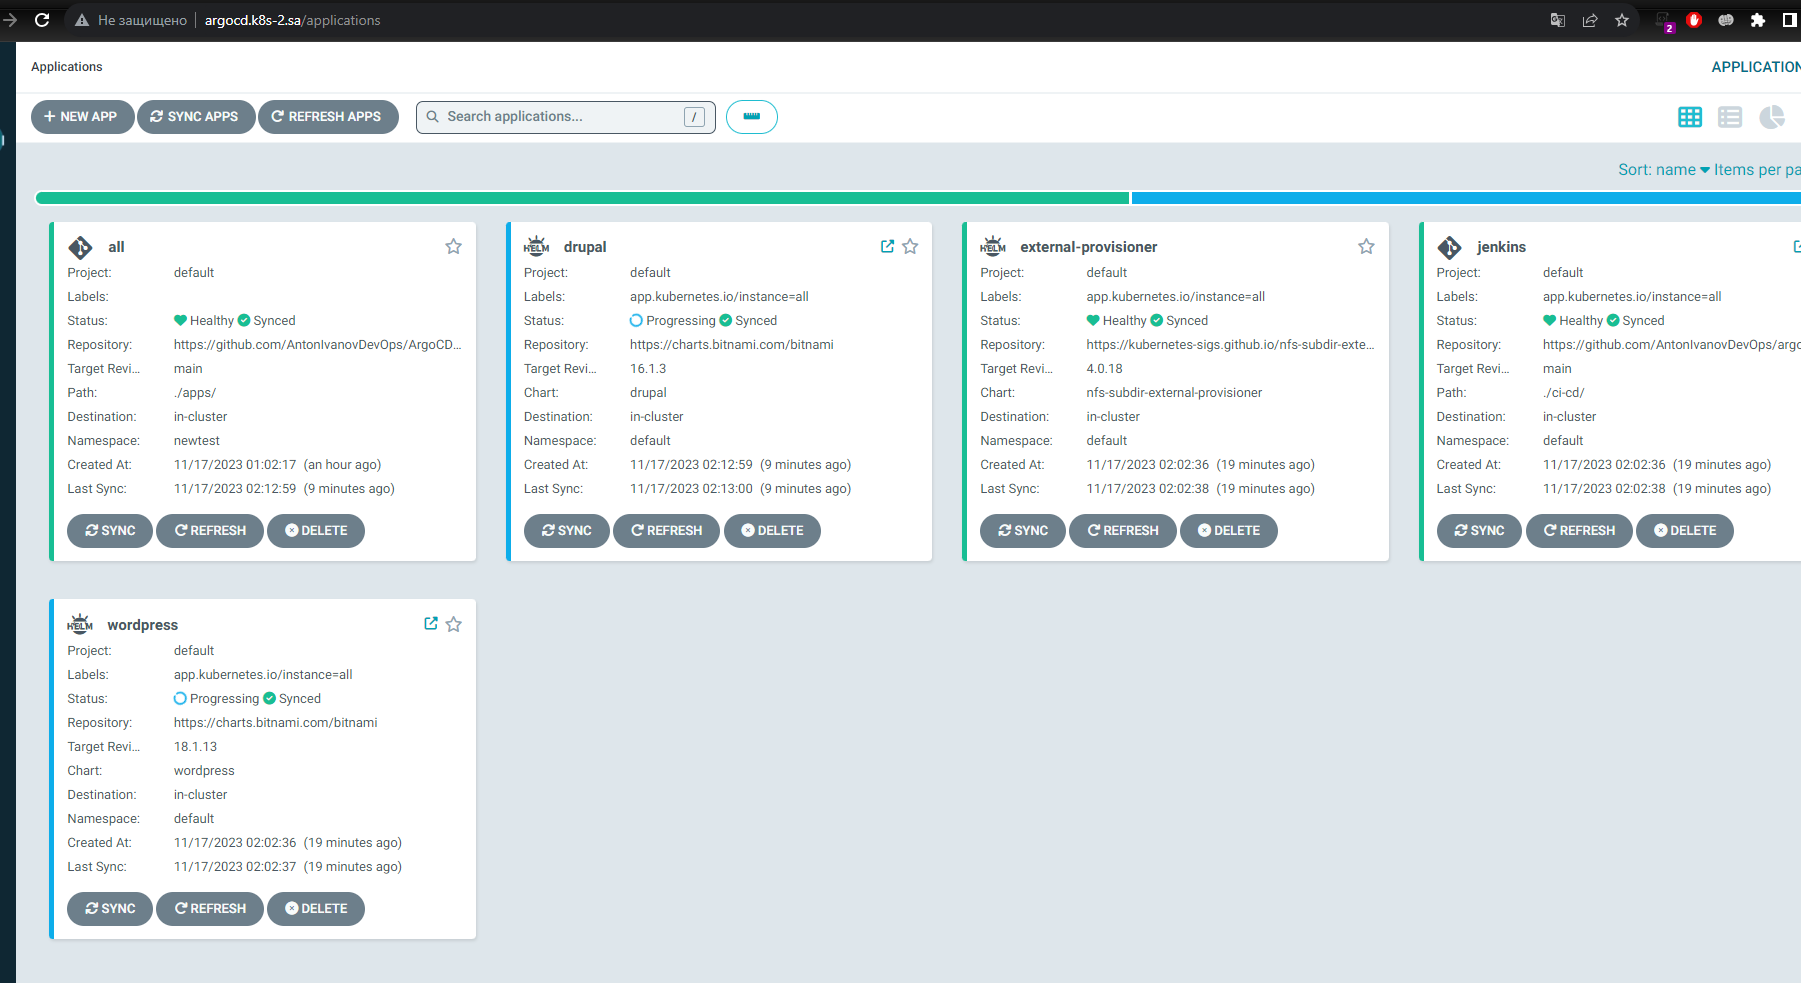 Не защищено argocd.k8s-2.sa/applications
2
Applications
APPLICATION
NEW APP SYNC APPS REFRESH APPS Search applications... /
Sort: name Items per pa
all
Project: default
Labels:
Status: Healthy Synced
Repository: https://github.com/AntonIvanovDevOps/ArgoCD...
Target Revi... main
Path: ./apps/
Destination: in-cluster
Namespace: newtest
Created At: 11/17/2023 01:02:17 (an hour ago)
Last Sync: 11/17/2023 02:12:59 (9 minutes ago)
SYNC REFRESH DELETE
HELM drupal
Project: default
Labels: app.kubernetes.io/instance=all
Status: Progressing Synced
Repository: https://charts.bitnami.com/bitnami
Target Revi... 16.1.3
Chart: drupal
Destination: in-cluster
Namespace: default
Created At: 11/17/2023 02:12:59 (9 minutes ago)
Last Sync: 11/17/2023 02:13:00 (9 minutes ago)
SYNC REFRESH DELETE
HELM external-provisioner
Project: default
Labels: app.kubernetes.io/instance=all
Status: Healthy Synced
Repository: https://kubernetes-sigs.github.io/nfs-subdir-exte...
Target Revi... 4.0.18
Chart: nfs-subdir-external-provisioner
Destination: in-cluster
Namespace: default
Created At: 11/17/2023 02:02:36 (19 minutes ago)
Last Sync: 11/17/2023 02:02:38 (19 minutes ago)
SYNC REFRESH DELETE
jenkins
Project: default
Labels: app.kubernetes.io/instance=all
Status: Healthy Synced
Repository: https://github.com/AntonIvanovDevOps/argo
Target Revi... main
Path: ./ci-cd/
Destination: in-cluster
Namespace: default
Created At: 11/17/2023 02:02:36 (19 minutes ago)
Last Sync: 11/17/2023 02:02:38 (19 minutes ago)
SYNC REFRESH DELETE
HELM wordpress
Project: default
Labels: app.kubernetes.io/instance=all
Status: Progressing Synced
Repository: https://charts.bitnami.com/bitnami
Target Revi... 18.1.13
Chart: wordpress
Destination: in-cluster
Namespace: default
Created At: 11/17/2023 02:02:36 (19 minutes ago)
Last Sync: 11/17/2023 02:02:37 (19 minutes ago)
SYNC REFRESH DELETE